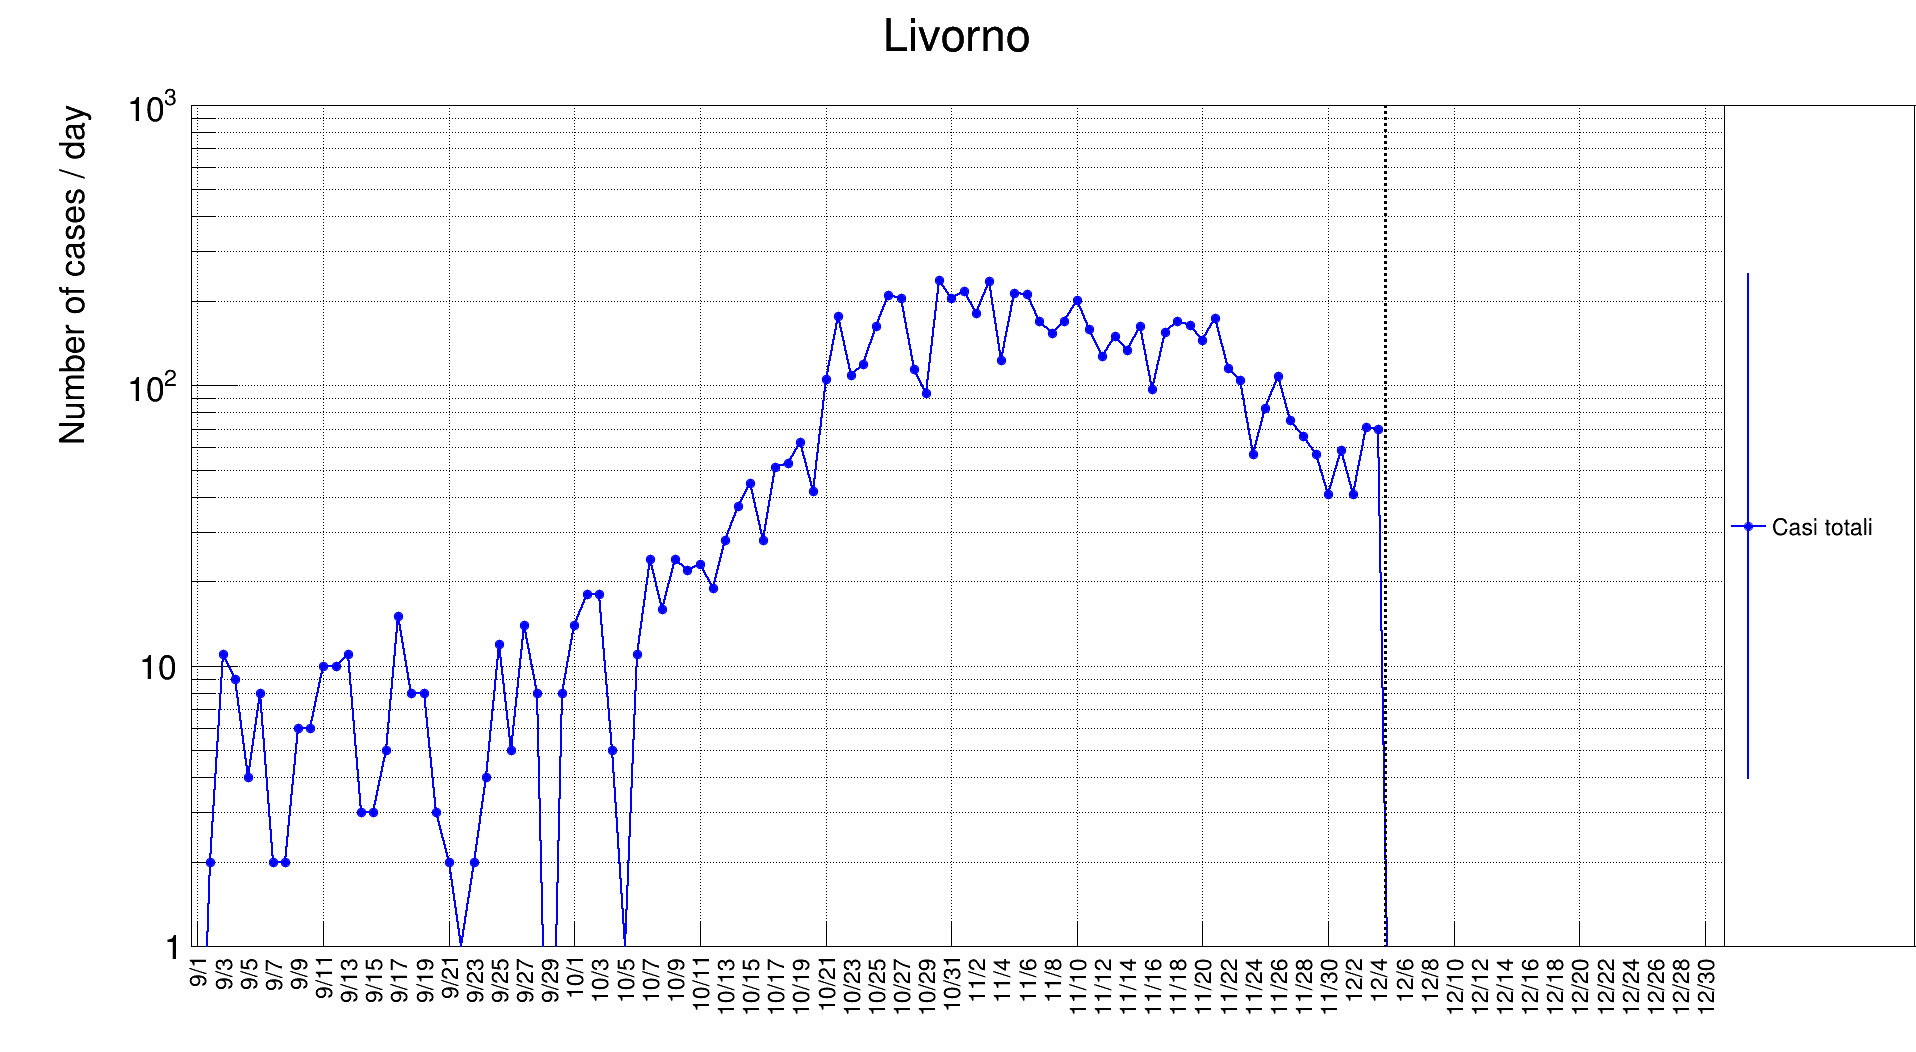 Livorno
Number of cases / day
10³
10²
10
1
9/1 9/3 9/5 9/7 9/9 9/11 9/13 9/15 9/17 9/19 9/21 9/23 9/25 9/27 9/29 10/1 10/3 10/5 10/7 10/9 10/11 10/13 10/15 10/17 10/19 10/21 10/23 10/25 10/27 10/29 10/31 11/2 11/4 11/6 11/8 11/10 11/12 11/14 11/16 11/18 11/20 11/22 11/24 11/26 11/28 11/30 12/2 12/4 12/6 12/8 12/10 12/12 12/14 12/16 12/18 12/20 12/22 12/24 12/26 12/28 12/30
Casi totali